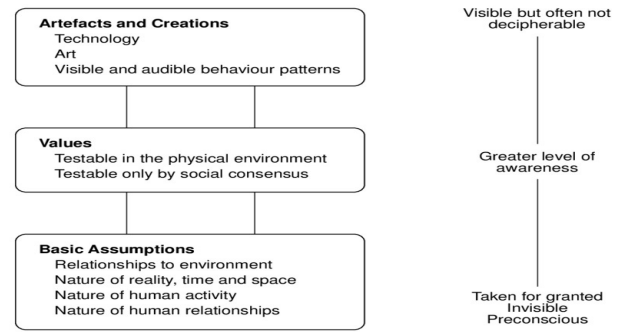 Artefacts and Creations
Technology
Art
Visible and audible behaviour patterns
Visible but often not
decipherable
Values
Testable in the physical environment
Testable only by social consensus
Greater level of
awareness
Basic Assumptions
Relationships to environment
Nature of reality, time and space
Nature of human activity
Nature of human relationships
Taken for granted
Invisible
Preconscious